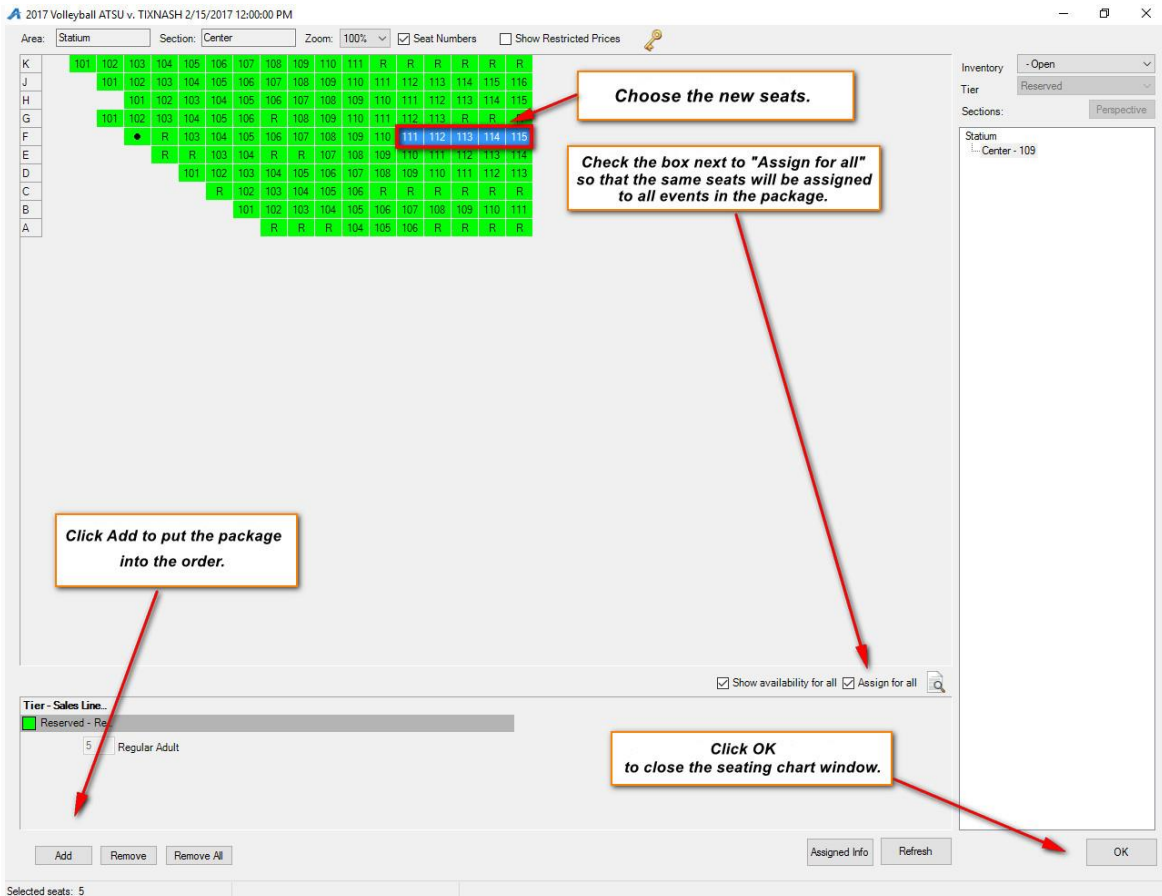 2017 Volleyball ATSU v. TIXNASH 2/15/2017 12:00:00 PM
Area: Statium Section: Center Zoom: 100% Seat Numbers Show Restricted Prices
K 101 102 103 104 105 106 107 108 109 110 111 R R R R R R
J 101 102 103 104 105 106 107 108 109 110 111 112 113 114 115 116
H 101 102 103 104 105 106 107 108 109 110 111 112 113 114 115
G 101 102 103 104 105 106 R 108 109 110 111 112 113 R R
F ● R 103 104 105 106 107 108 109 110 111 112 113 114 115
E R R 103 104 R R 107 108 109 110 111 112 113 114
D 101 102 103 104 105 106 107 108 109 110 111 112 113
C R 102 103 104 105 106 R R R R R R
B 101 102 103 104 105 106 107 108 109 110 111
A R R R 104 105 106 R R R R
Choose the new seats.
Check the box next to "Assign for all"
so that the same seats will be assigned
to all events in the package.
Inventory - Open
Tier Reserved
Sections: Perspective
Statium
Center - 109
Click Add to put the package
into the order.
Show availability for all Assign for all
Tier - Sales Line...
Reserved - Re
5 Regular Adult
Click OK
to close the seating chart window.
Add Remove Remove All Assigned Info Refresh OK
Selected seats: 5